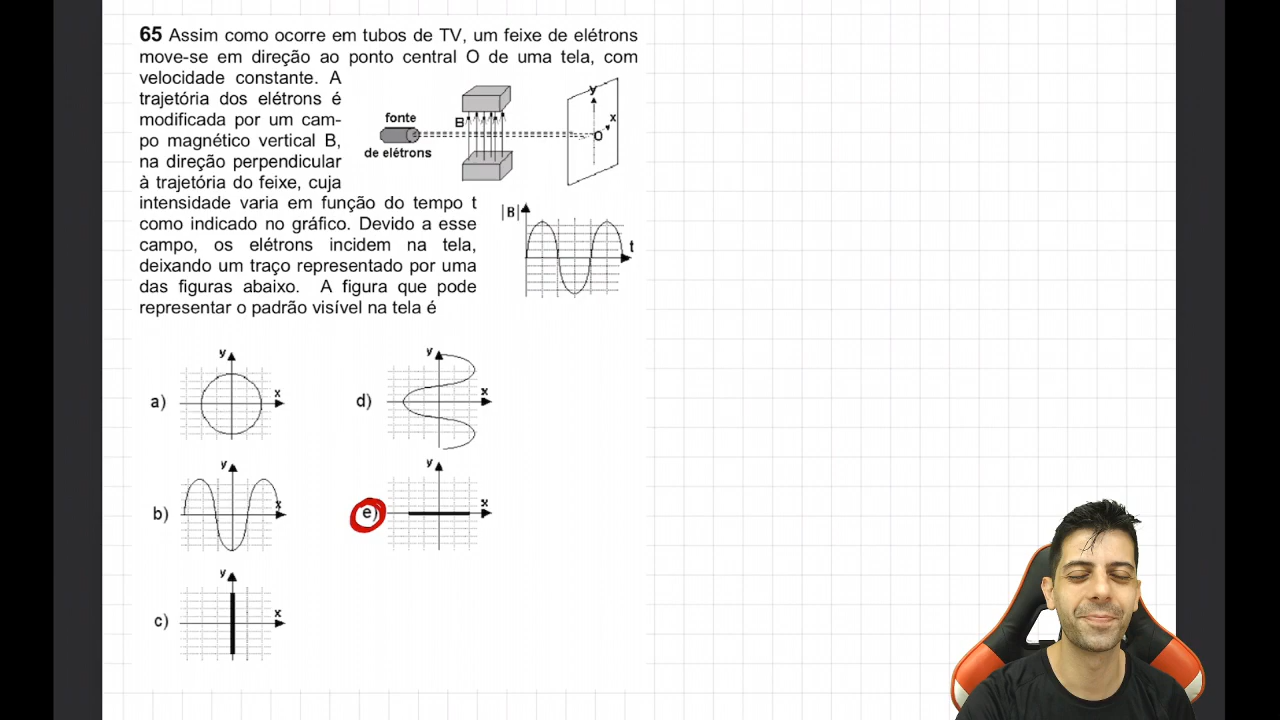 65 Assim como ocorre em tubos de TV, um feixe de elétrons
move-se em direção ao ponto central O de uma tela, com
velocidade constante. A
trajetória dos elétrons é
modificada por um cam-
po magnético vertical B,
na direção perpendicular
à trajetória do feixe, cuja
intensidade varia em função do tempo t
como indicado no gráfico. Devido a esse
campo, os elétrons incidem na tela,
deixando um traço representado por uma
das figuras abaixo. A figura que pode
representar o padrão visível na tela é
fonte
de elétrons
B
y
x
O
|B|
t
a)
y
x
d)
y
x
b)
y
x
e)
y
x
c)
y
x